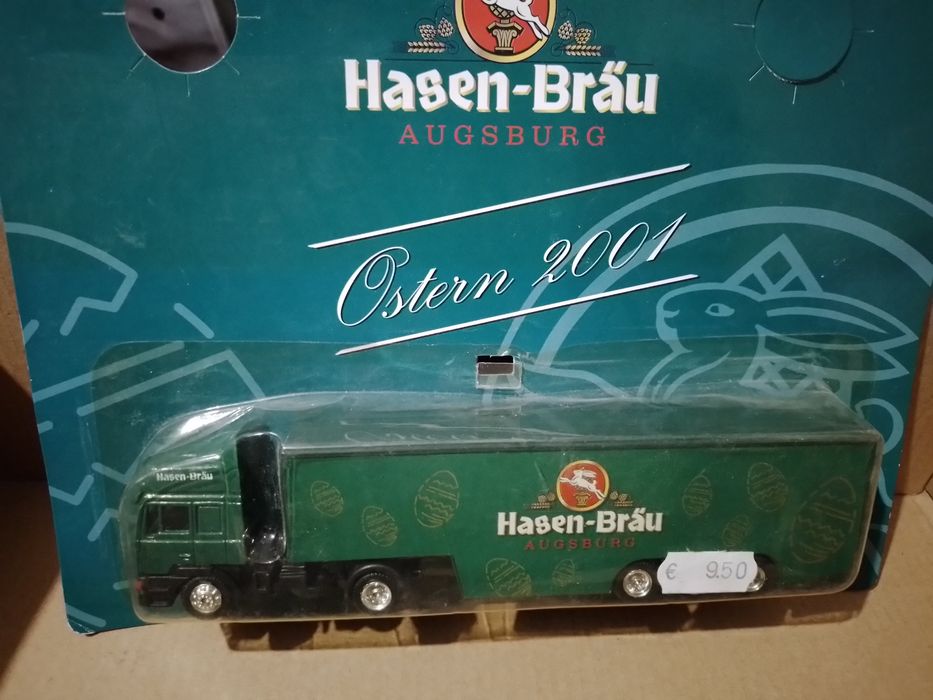 Hasen-Bräu
AUGSBURG
Ostern 2001
Hasen-Bräu
Hasen-Bräu
AUGSBURG
€ 9.50